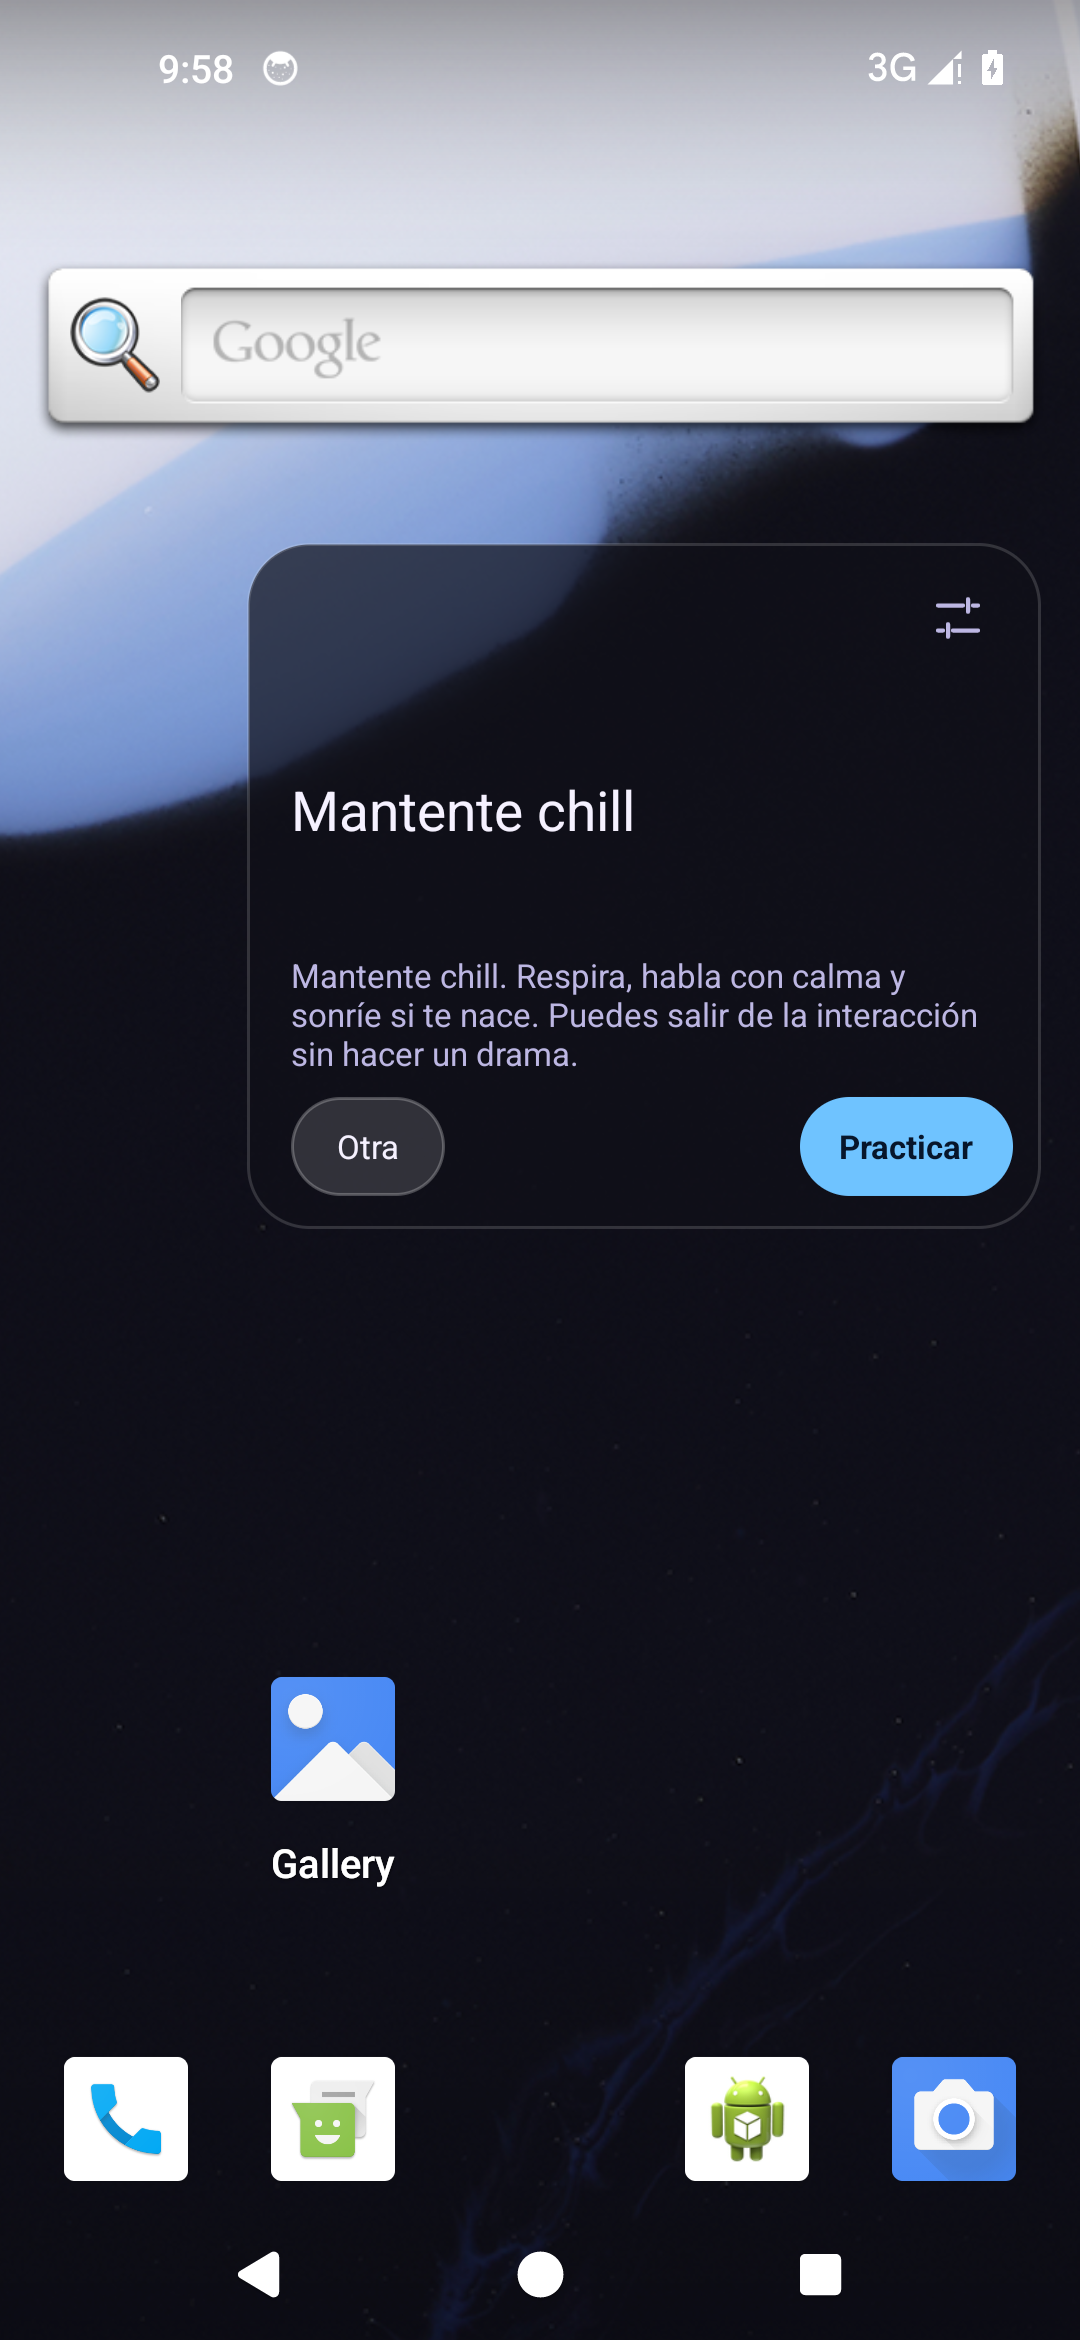 9:58
3G
Google
Mantente chill
Mantente chill. Respira, habla con calma y
sonríe si te nace. Puedes salir de la interacción
sin hacer un drama.
Otra
Practicar
Gallery